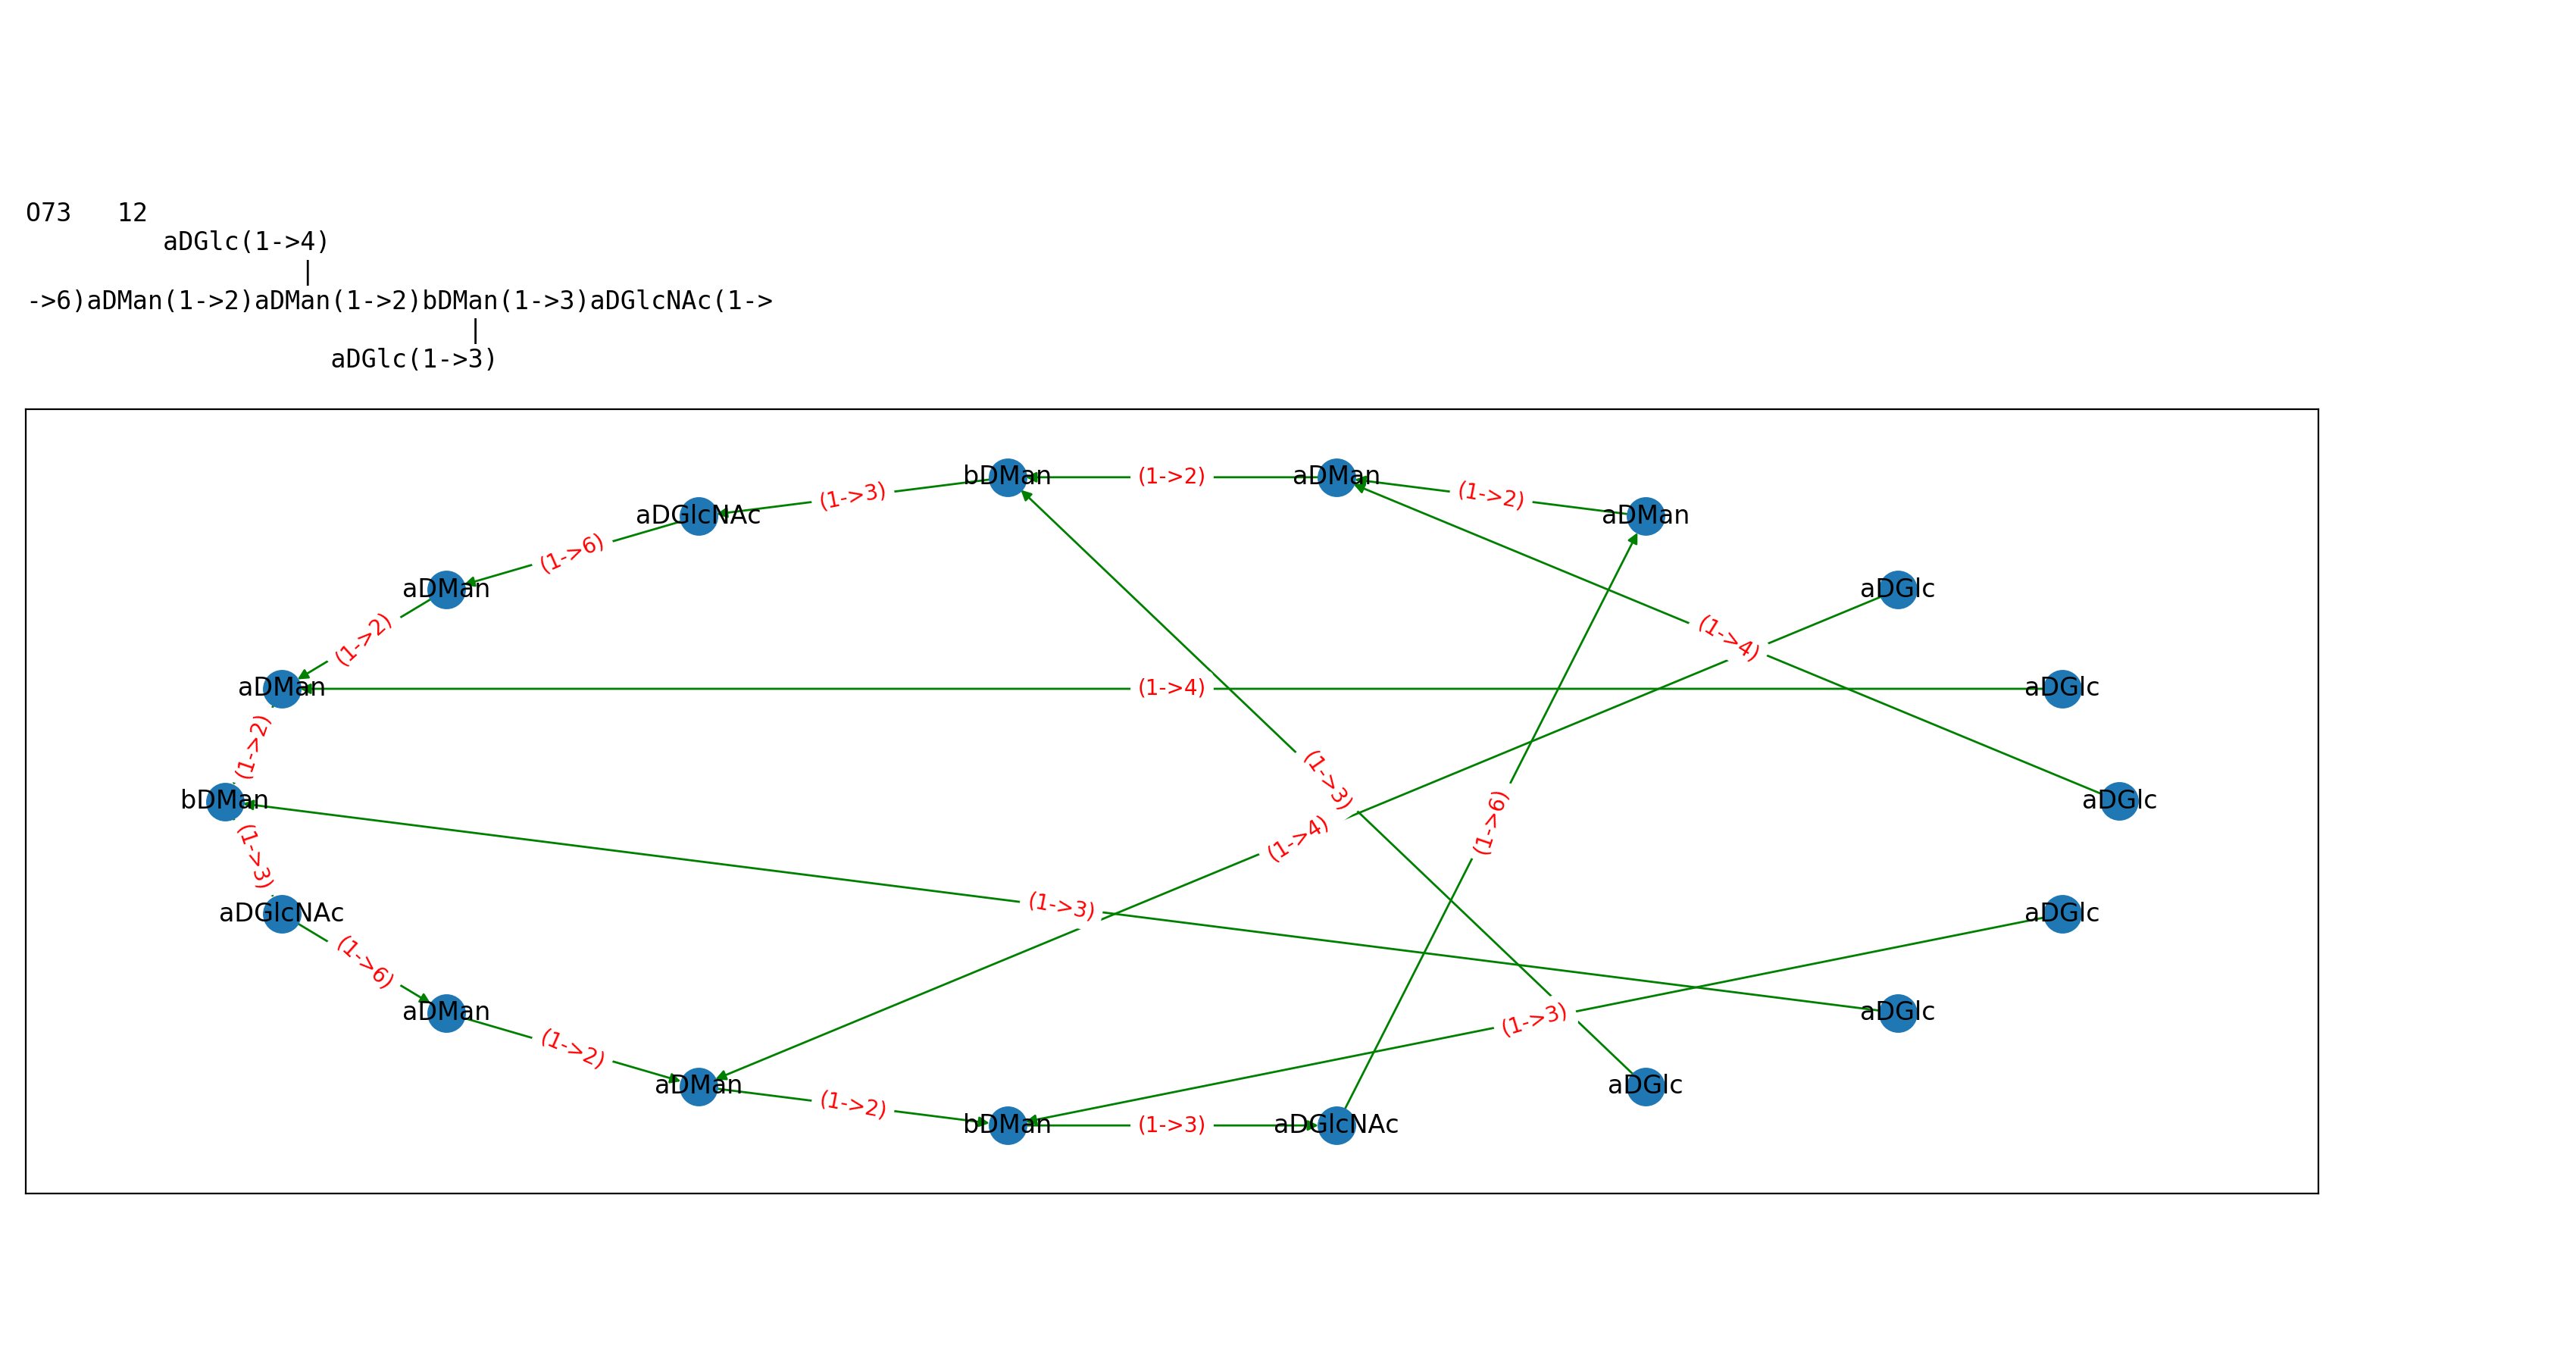 O73   12
         aDGlc(1->4)
                  |
->6)aDMan(1->2)aDMan(1->2)bDMan(1->3)aDGlcNAc(1->
                             |
                    aDGlc(1->3)
bDMan (1->2) aDMan
aDGlcNAc (1->3) (1->2) aDMan
(1->6)
aDMan aDGlc
(1->2) (1->4)
aDMan (1->4) aDGlc
(1->2) (1->3)
bDMan (1->6) aDGlc
(1->3) (1->4)
aDGlcNAc (1->3) aDGlc
(1->6)
aDMan (1->3) aDGlc
(1->2)
aDMan (1->2) aDGlc
bDMan (1->3) aDGlcNAc